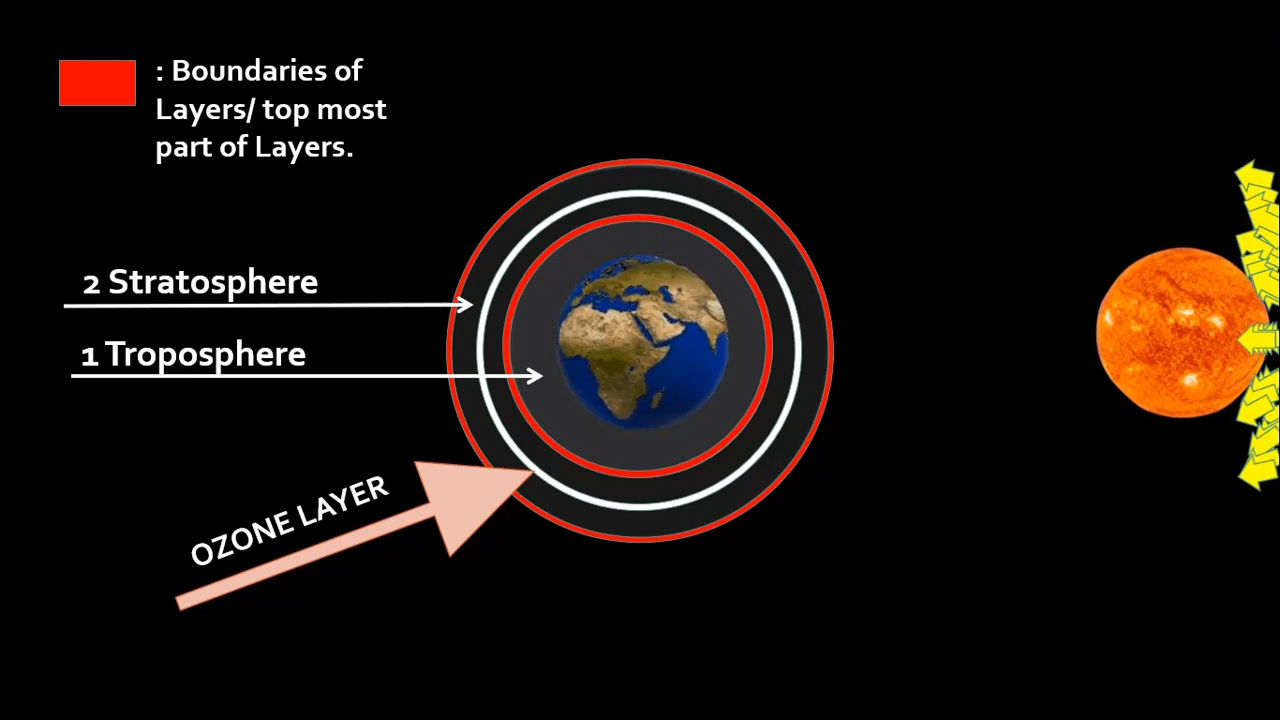 : Boundaries of
Layers/ top most
part of Layers.
2 Stratosphere
1 Troposphere
OZONE LAYER